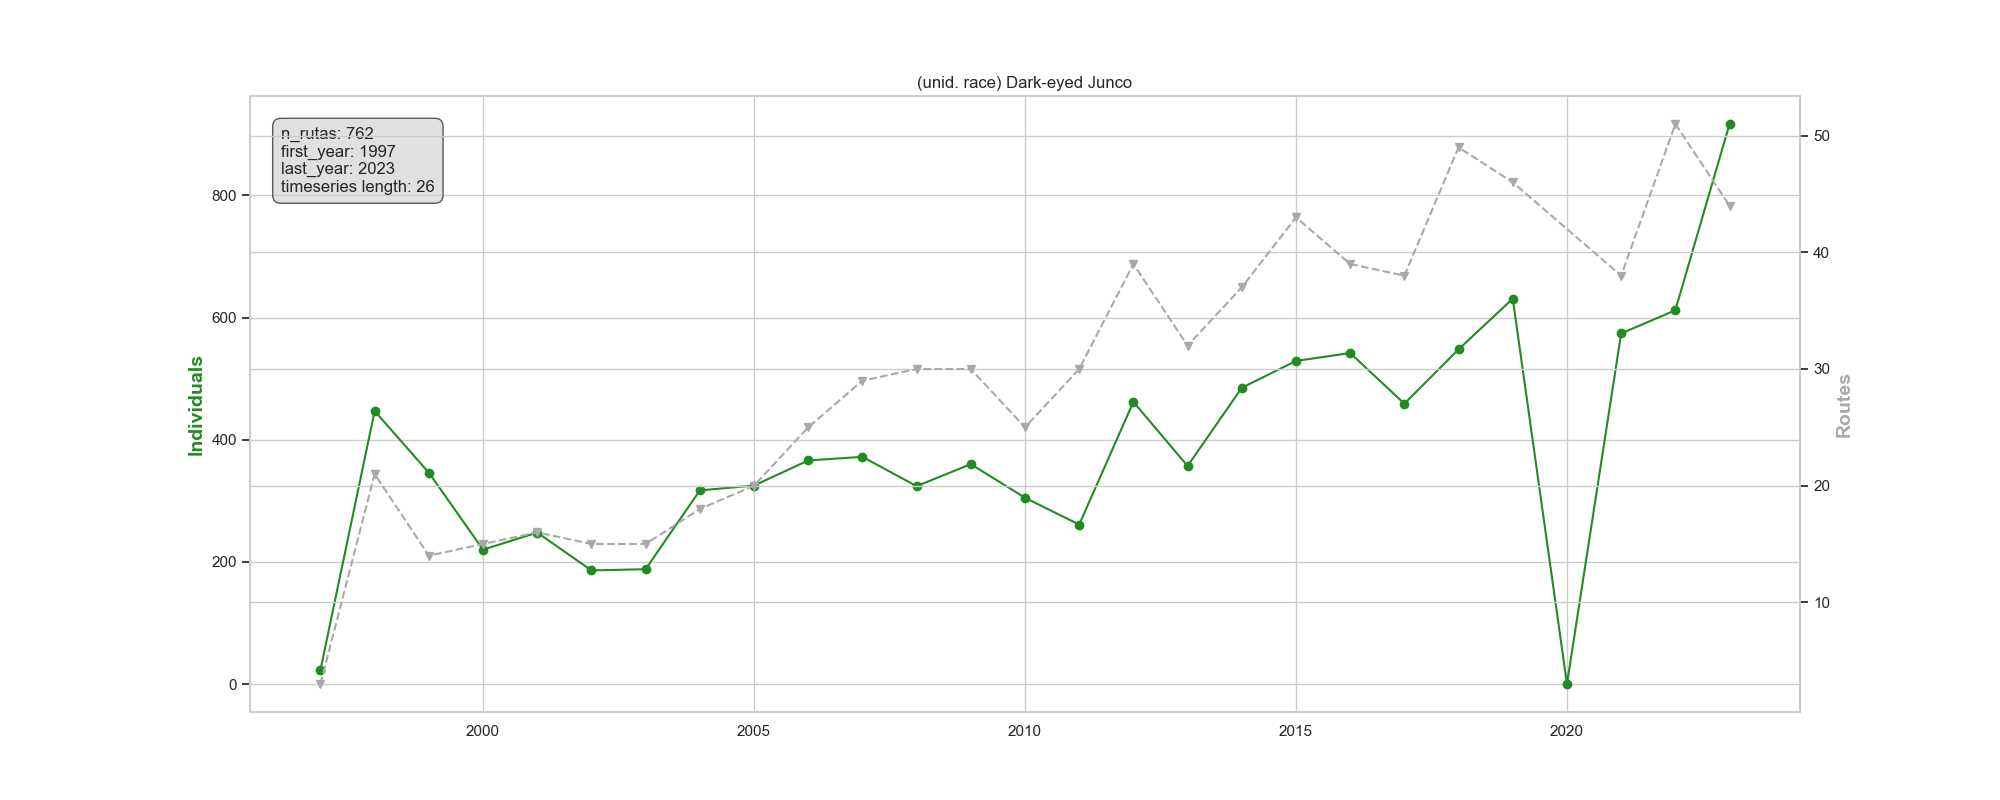 (unid. race) Dark-eyed Junco
n_rutas: 762
first_year: 1997
last_year: 2023
timeseries length: 26
Individuals
800
600
400
200
0
50
40
30
20
10
Routes
2000
2005
2010
2015
2020